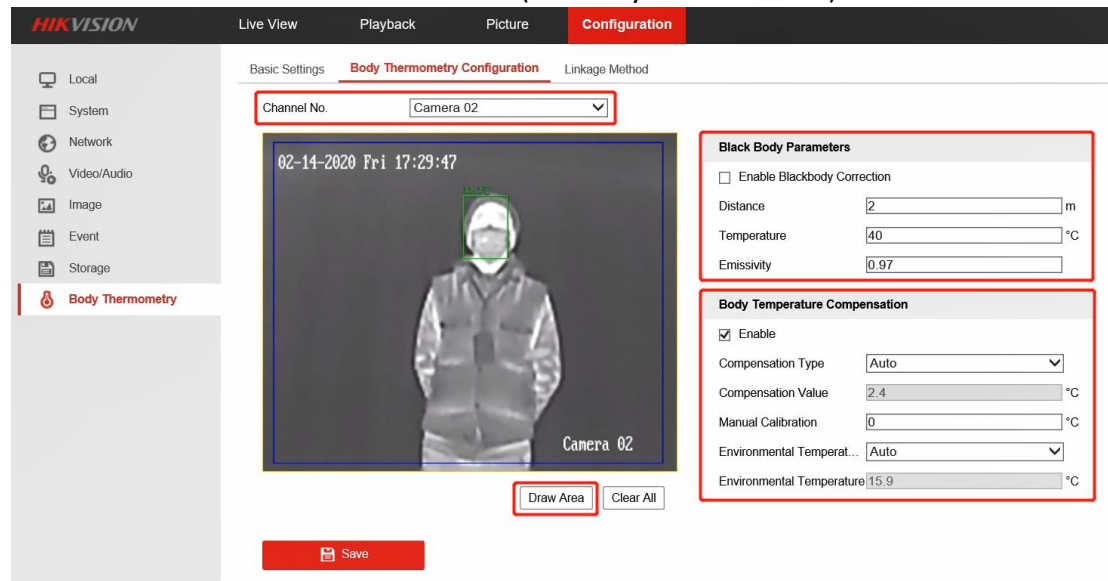 HIKVISION Live View Playback Picture Configuration
Basic Settings Body Thermometry Configuration Linkage Method
Local
System
Network
Video/Audio
Image
Event
Storage
Body Thermometry
Channel No. Camera 02
02-14-2020 Fri 17:29:47
Camera 02
Draw Area Clear All
Save
Black Body Parameters
Enable Blackbody Correction
Distance 2 m
Temperature 40 °C
Emissivity 0.97
Body Temperature Compensation
Enable
Compensation Type Auto
Compensation Value 2.4 °C
Manual Calibration 0 °C
Environmental Temperat... Auto
Environmental Temperature 15.9 °C